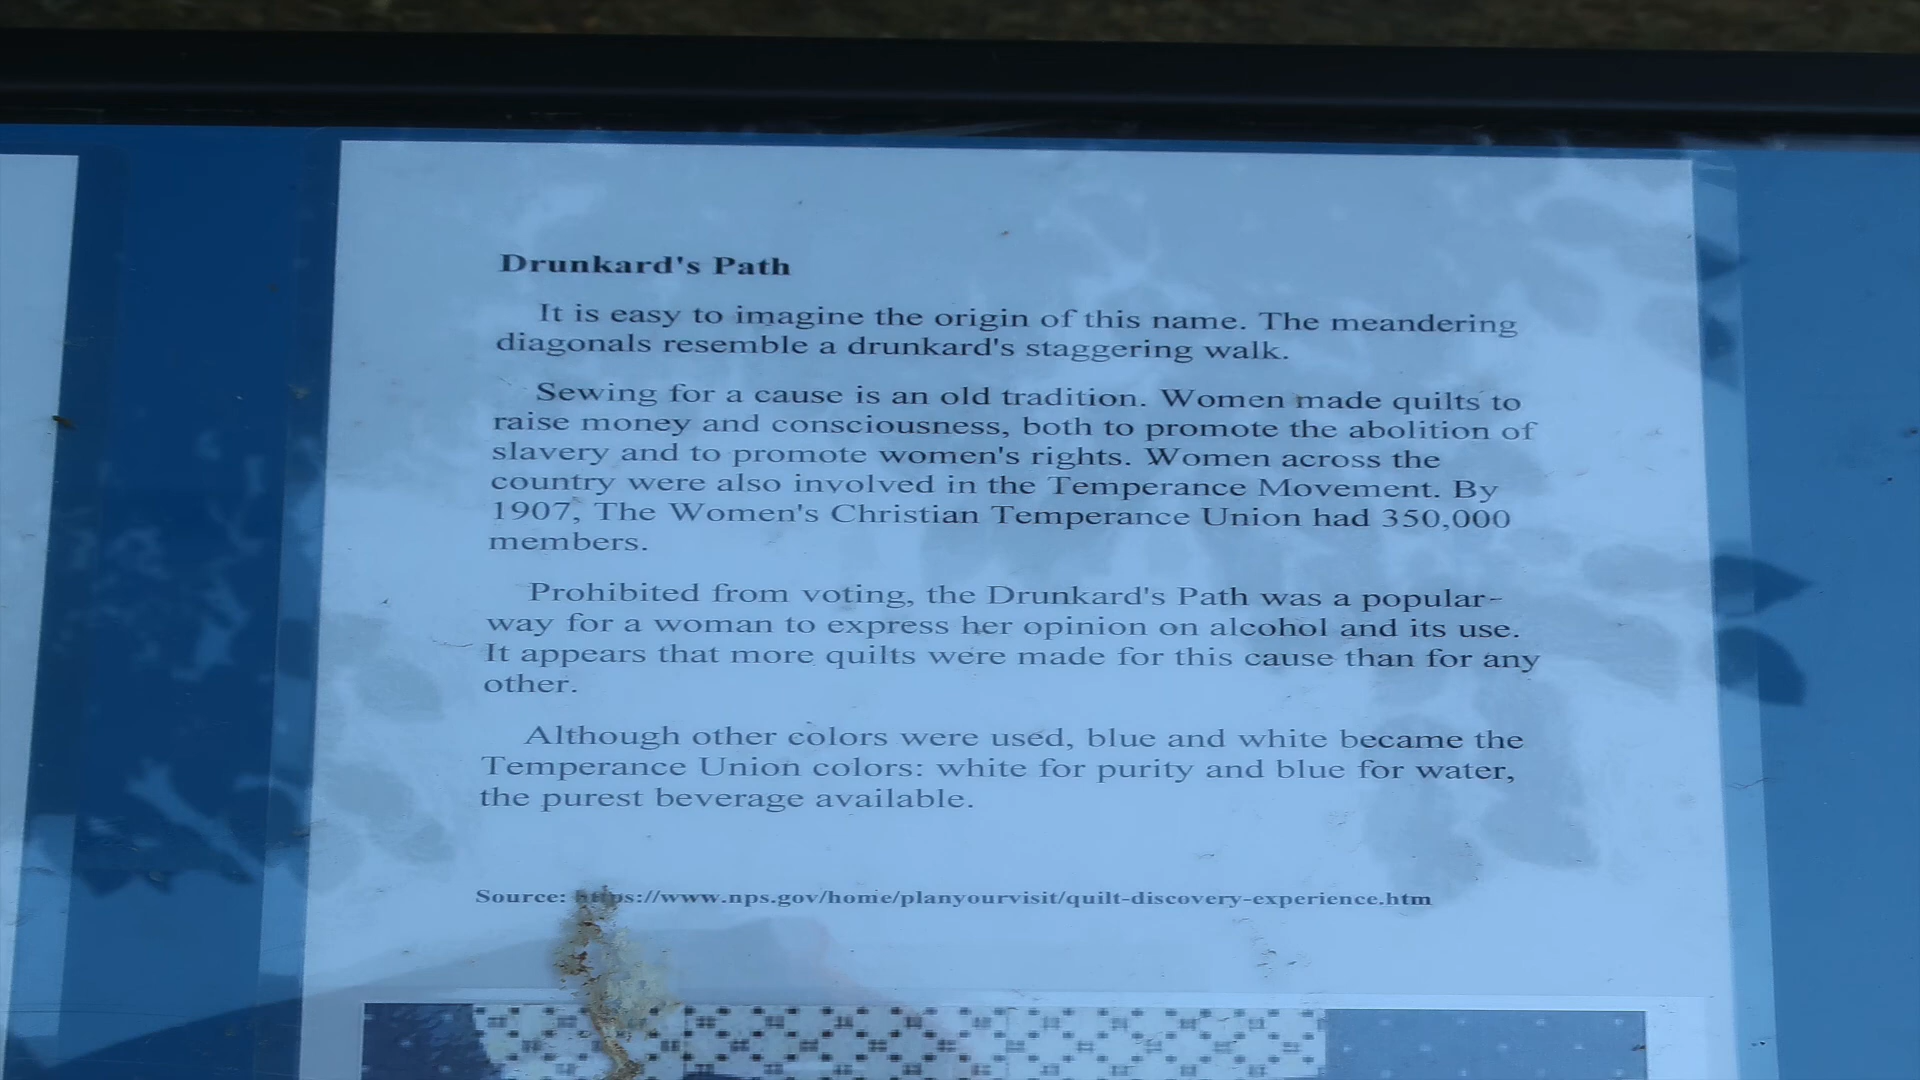 Drunkard's Path
It is easy to imagine the origin of this name. The meandering
diagonals resemble a drunkard's staggering walk.
Sewing for a cause is an old tradition. Women made quilts to
raise money and consciousness, both to promote the abolition of
slavery and to promote women's rights. Women across the
country were also involved in the Temperance Movement. By
1907, The Women's Christian Temperance Union had 350,000
members.
Prohibited from voting, the Drunkard's Path was a popular
way for a woman to express her opinion on alcohol and its use.
It appears that more quilts were made for this cause than for any
other.
Although other colors were used, blue and white became the
Temperance Union colors: white for purity and blue for water,
the purest beverage available.
Source: https://www.nps.gov/home/planyourvisit/quilt-discovery-experience.htm